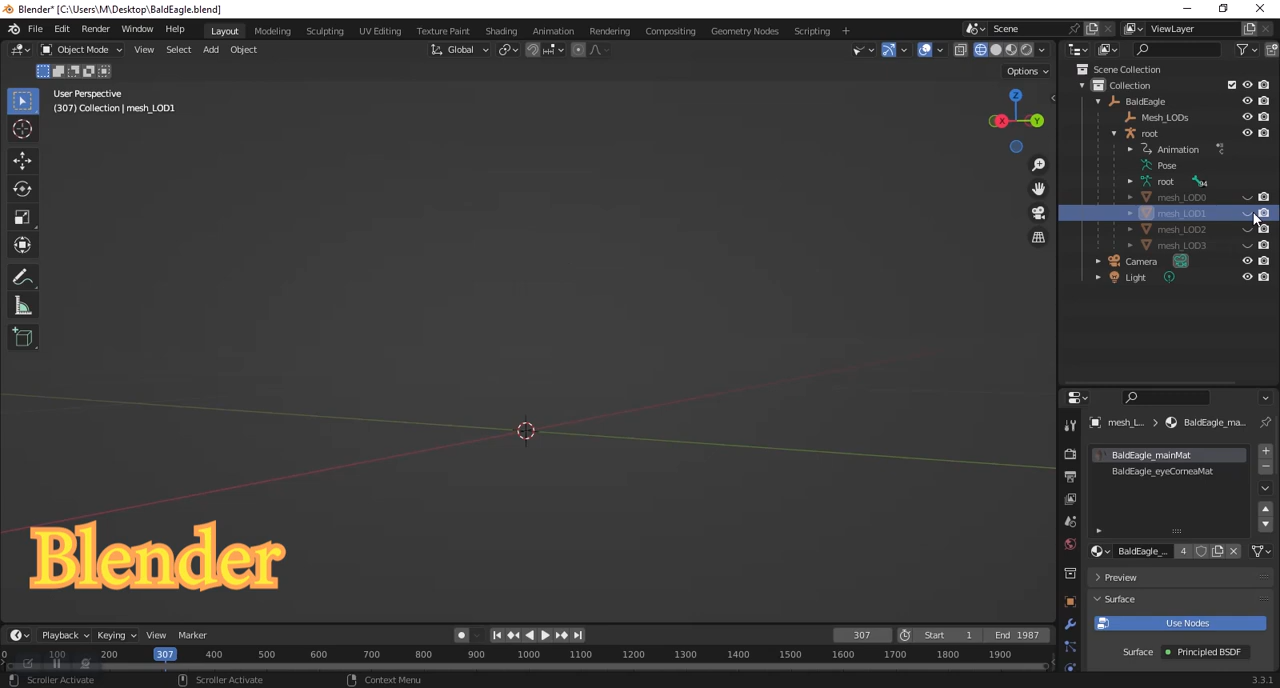 Blender* [C:\Users\M\Desktop\BaldEagle.blend]
File Edit Render Window Help Layout Modeling Sculpting UV Editing Texture Paint Shading Animation Rendering Compositing Geometry Nodes Scripting + Scene ViewLayer
Object Mode View Select Add Object Global
Options
User Perspective
(307) Collection | mesh_LOD1
Z
X
Y
Scene Collection
Collection
BaldEagle
Mesh_LODs
root
Animation
Pose
root 94
mesh_LOD0
mesh_LOD1
mesh_LOD2
mesh_LOD3
Camera
Light
mesh_L... > BaldEagle_ma...
BaldEagle_mainMat
BaldEagle_eyeCorneaMat
BaldEagle_... 4
Preview
Surface
Use Nodes
Surface Principled BSDF
Blender
Playback Keying View Marker 307 Start 1 End 1987
0 100 200 307 400 500 600 700 800 900 1000 1100 1200 1300 1400 1500 1600 1700 1800 1900
Scroller Activate Scroller Activate Context Menu 3.3.1